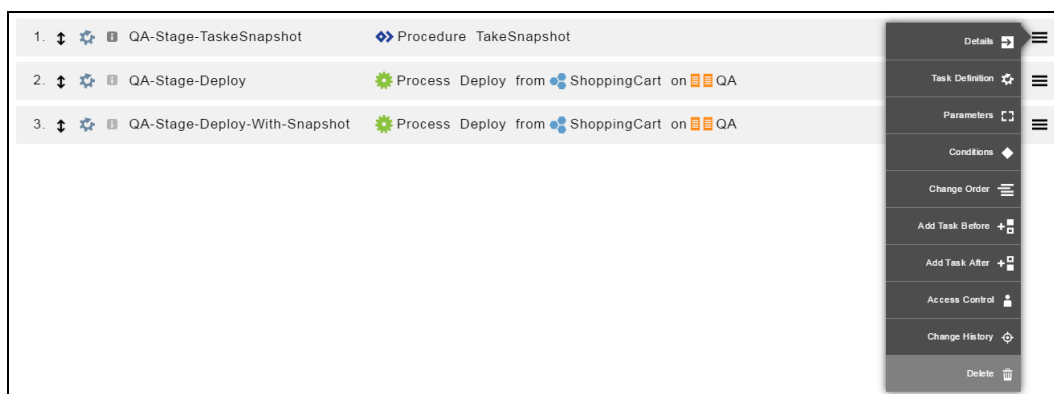 1. QA-Stage-TaskeSnapshot Procedure TakeSnapshot
2. QA-Stage-Deploy Process Deploy from ShoppingCart on QA
3. QA-Stage-Deploy-With-Snapshot Process Deploy from ShoppingCart on QA
Details
Task Definition
Parameters
Conditions
Change Order
Add Task Before
Add Task After
Access Control
Change History
Delete